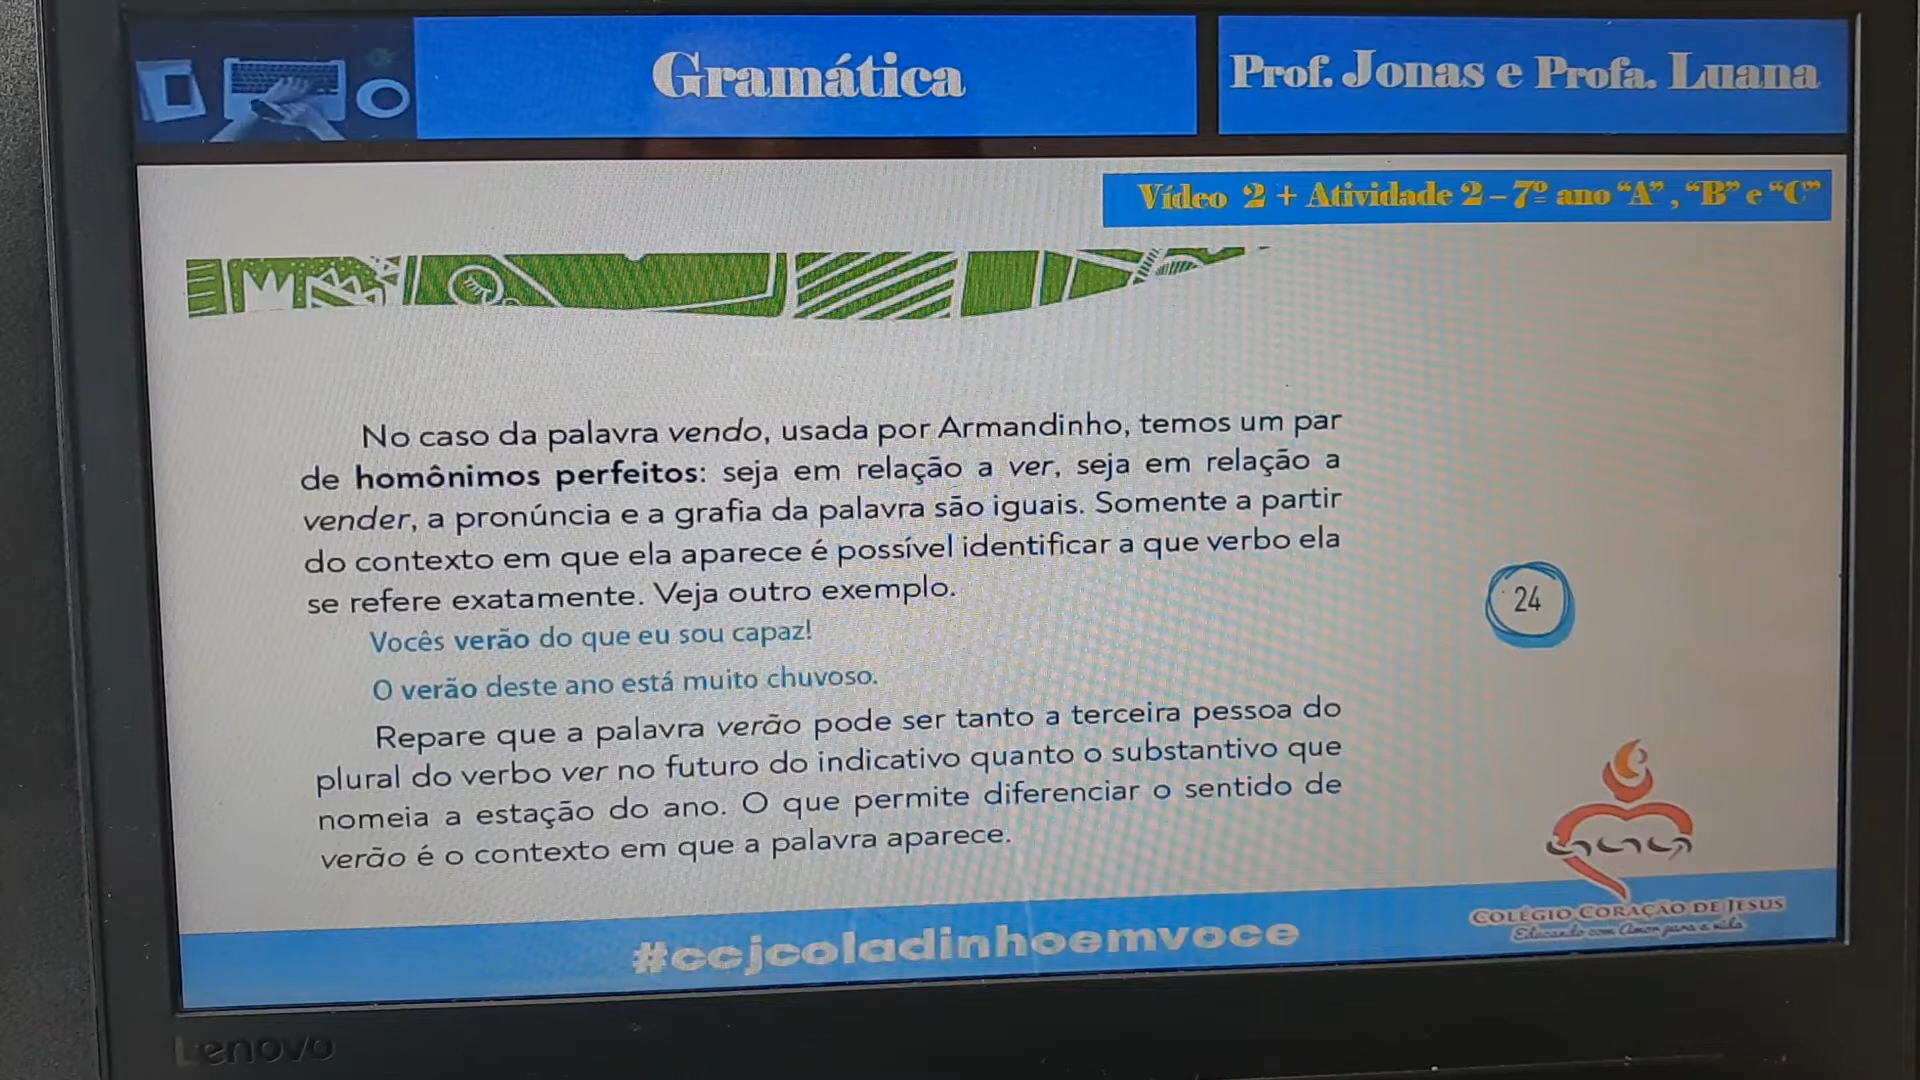 Gramática
Prof. Jonas e Profa. Luana
Vídeo 2 + Atividade 2 – 7º ano “A”, “B” e “C”
No caso da palavra vendo, usada por Armandinho, temos um par
de homônimos perfeitos: seja em relação a ver, seja em relação a
vender, a pronúncia e a grafia da palavra são iguais. Somente a partir
do contexto em que ela aparece é possível identificar a que verbo ela
se refere exatamente. Veja outro exemplo.
Vocês verão do que eu sou capaz!
O verão deste ano está muito chuvoso.
Repare que a palavra verão pode ser tanto a terceira pessoa do
plural do verbo ver no futuro do indicativo quanto o substantivo que
nomeia a estação do ano. O que permite diferenciar o sentido de
verão é o contexto em que a palavra aparece.
24
COLÉGIO CORAÇÃO DE JESUS
Educando com Amor para a vida
#ccjcoladinhoemvoce
Lenovo